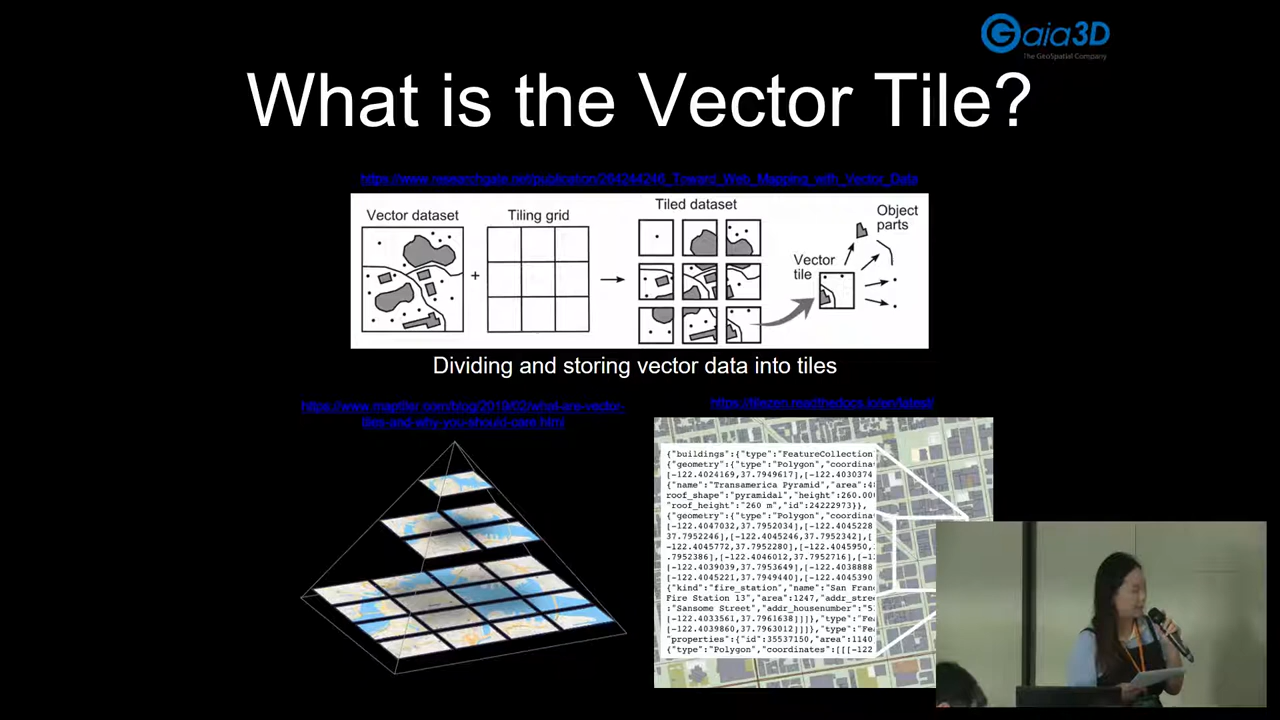 Gaia3D
The GeoSpatial Company
What is the Vector Tile?
https://www.researchgate.net/publication/264244246_Toward_Web_Mapping_with_Vector_Data
Vector dataset
+
Tiling grid
Tiled dataset
Vector
tile
Object
parts
Dividing and storing vector data into tiles
https://www.maptiler.com/blog/2019/02/what-are-vector-
tiles-and-why-you-should-care.html
https://tilezen.readthedocs.io/en/latest/
{"buildings":{"type":"FeatureCollection
{"geometry":{"type":"Polygon","coordina
[-122.4024169,37.7949617],[-122.4030374
{"name":"Transamerica Pyramid","area":4
roof_shape":"pyramidal","height":260.00
"roof_height":"260 m","id":24222973}},
{"geometry":{"type":"Polygon","coordina
[-122.4047032,37.7952034],[-122.4045228
37.7952246],[-122.4045246,37.7952342],[
-122.4045772,37.7952280],[-122.4045950,
.7952386],[-122.4046012,37.7952716],[-1
[-122.4039039,37.7953649],[-122.4038888
[-122.4045221,37.7949440],[-122.4045390
{"kind":"fire_station","name":"San Fran
Fire Station 13","area":1247,"addr_stre
:"Sansome Street","addr_housenumber":"5
[-122.4033561,37.7961638]]]},"type":"Fe
[-122.4039860,37.7963012]]]},"type":"Fe
"properties":{"id":35537150,"area":1140
{"type":"Polygon","coordinates":[[[-122